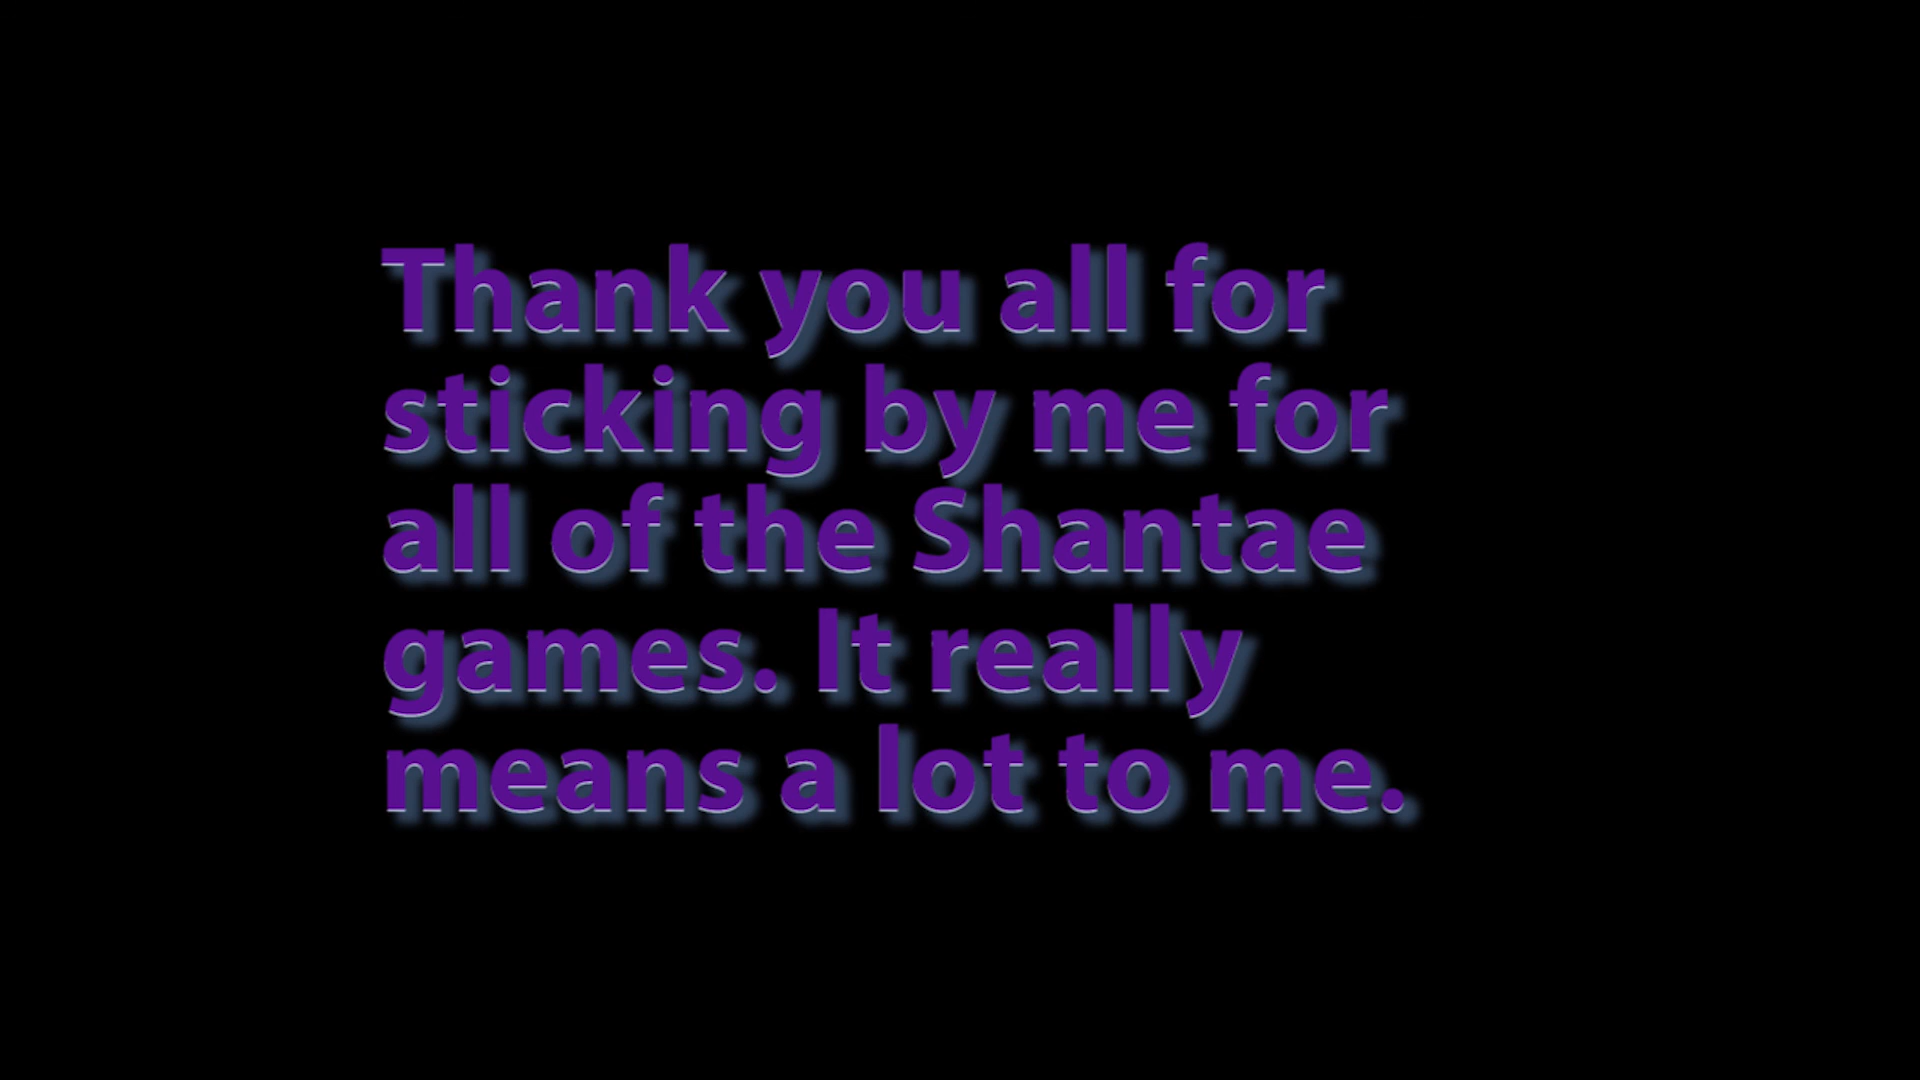 Thank you all for
sticking by me for
all of the Shantae
games. It really
means a lot to me.